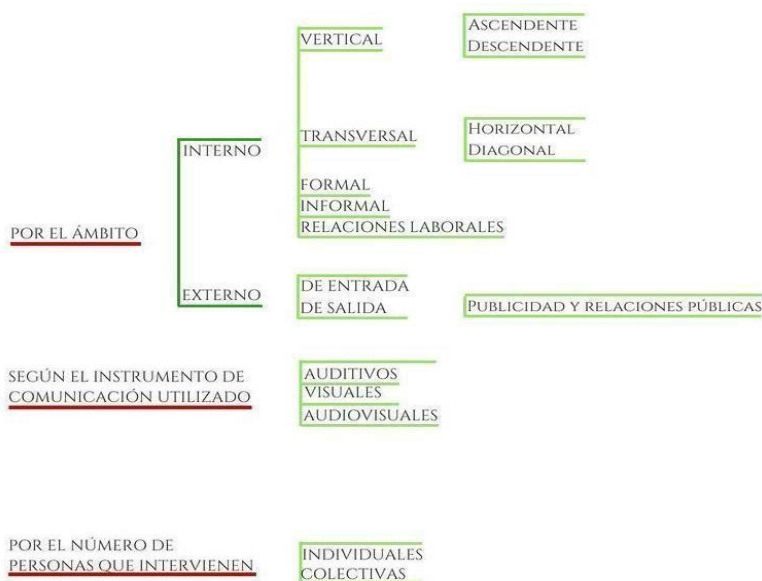 POR EL ÁMBITO
INTERNO
VERTICAL
ASCENDENTE
DESCENDENTE
TRANSVERSAL
HORIZONTAL
DIAGONAL
FORMAL
INFORMAL
RELACIONES LABORALES
EXTERNO
DE ENTRADA
DE SALIDA
PUBLICIDAD Y RELACIONES PÚBLICAS
SEGÚN EL INSTRUMENTO DE
COMUNICACIÓN UTILIZADO
AUDITIVOS
VISUALES
AUDIOVISUALES
POR EL NÚMERO DE
PERSONAS QUE INTERVIENEN
INDIVIDUALES
COLECTIVAS